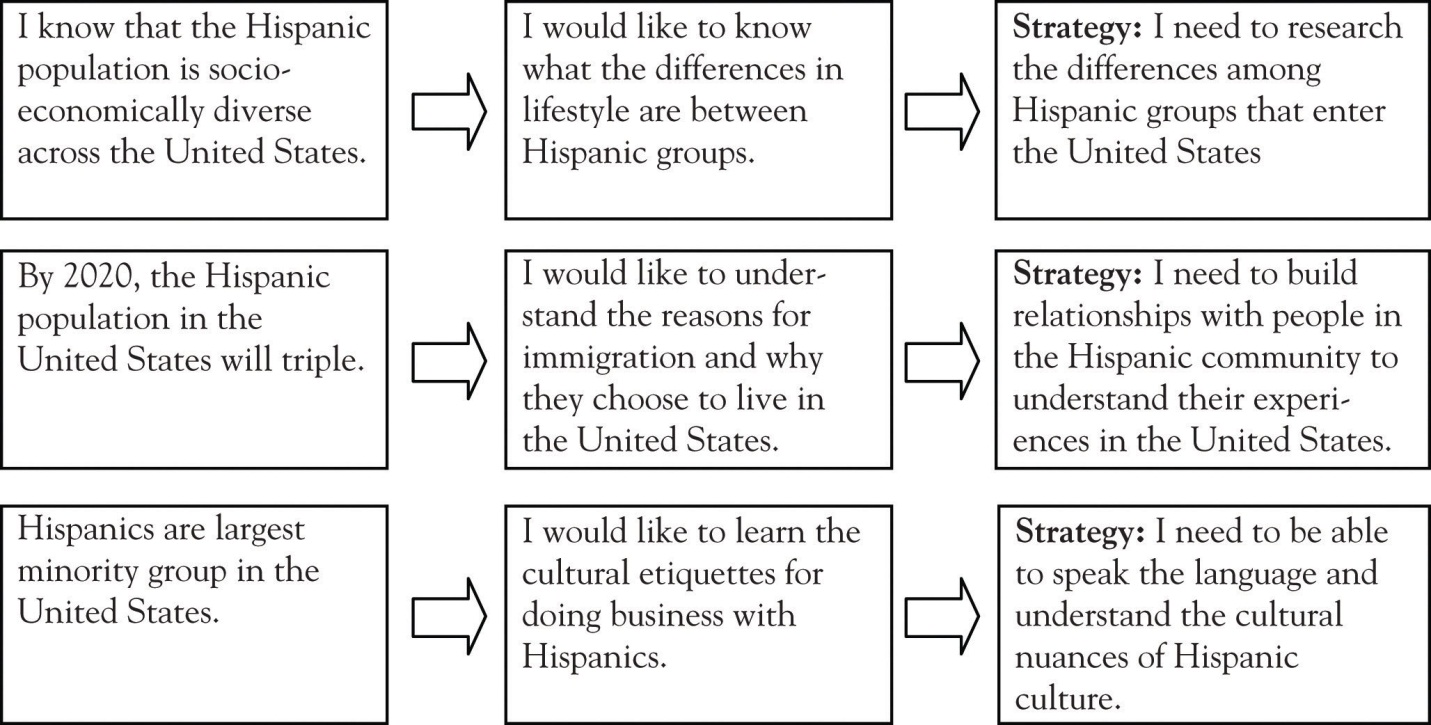 I know that the Hispanic
population is socio-
economically diverse
across the United States.
I would like to know
what the differences in
lifestyle are between
Hispanic groups.
Strategy: I need to research
the differences among
Hispanic groups that enter
the United States
By 2020, the Hispanic
population in the
United States will triple.
I would like to under-
stand the reasons for
immigration and why
they choose to live in
the United States.
Strategy: I need to build
relationships with people in
the Hispanic community to
understand their experi-
ences in the United States.
Hispanics are largest
minority group in the
United States.
I would like to learn the
cultural etiquettes for
doing business with
Hispanics.
Strategy: I need to be able
to speak the language and
understand the cultural
nuances of Hispanic
culture.